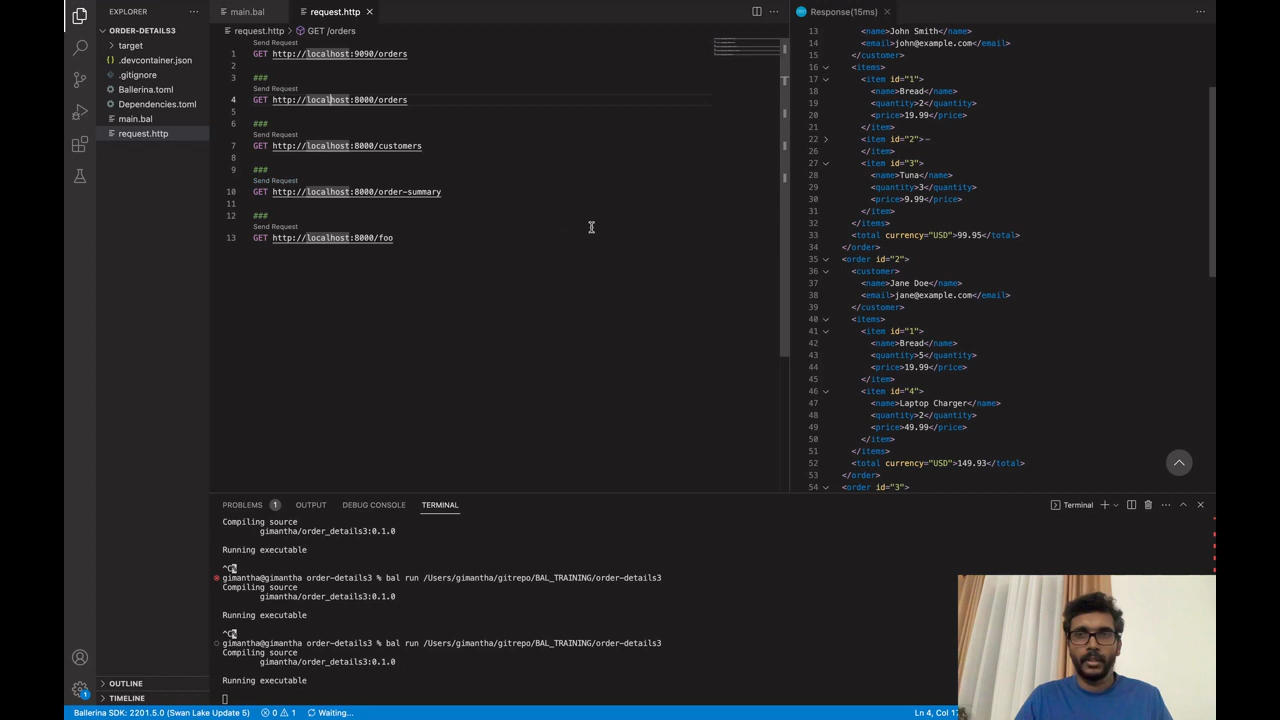 EXPLORER
ORDER-DETAILS3
target
.devcontainer.json
.gitignore
Ballerina.toml
Dependencies.toml
main.bal
request.http
OUTLINE
TIMELINE
main.bal
request.http
request.http > GET /orders
Send Request
1 GET http://localhost:9090/orders
2
3 ###
Send Request
4 GET http://localhost:8000/orders
5
6 ###
Send Request
7 GET http://localhost:8000/customers
8
9 ###
Send Request
10 GET http://localhost:8000/order-summary
11
12 ###
Send Request
13 GET http://localhost:8000/foo
Response(15ms)
13 <name>John Smith</name>
14 <email>john@example.com</email>
15 </customer>
16 <items>
17 <item id="1">
18 <name>Bread</name>
19 <quantity>2</quantity>
20 <price>19.99</price>
21 </item>
22 <item id="2">
26 </item>
27 <item id="3">
28 <name>Tuna</name>
29 <quantity>3</quantity>
30 <price>9.99</price>
31 </item>
32 </items>
33 <total currency="USD">99.95</total>
34 </order>
35 <order id="2">
36 <customer>
37 <name>Jane Doe</name>
38 <email>jane@example.com</email>
39 </customer>
40 <items>
41 <item id="1">
42 <name>Bread</name>
43 <quantity>5</quantity>
44 <price>19.99</price>
45 </item>
46 <item id="4">
47 <name>Laptop Charger</name>
48 <quantity>2</quantity>
49 <price>49.99</price>
50 </item>
51 </items>
52 <total currency="USD">149.93</total>
53 </order>
54 <order id="3">
PROBLEMS 1 OUTPUT DEBUG CONSOLE TERMINAL
Terminal
Compiling source
gimantha/order_details3:0.1.0
Running executable
^C
gimantha@gimantha order-details3 % bal run /Users/gimantha/gitrepo/BAL_TRAINING/order-details3
Compiling source
gimantha/order_details3:0.1.0
Running executable
^C
gimantha@gimantha order-details3 % bal run /Users/gimantha/gitrepo/BAL_TRAINING/order-details3
Compiling source
gimantha/order_details3:0.1.0
Running executable
1
Ballerina SDK: 2201.5.0 (Swan Lake Update 5) 0 1 Waiting... Ln 4, Col 17